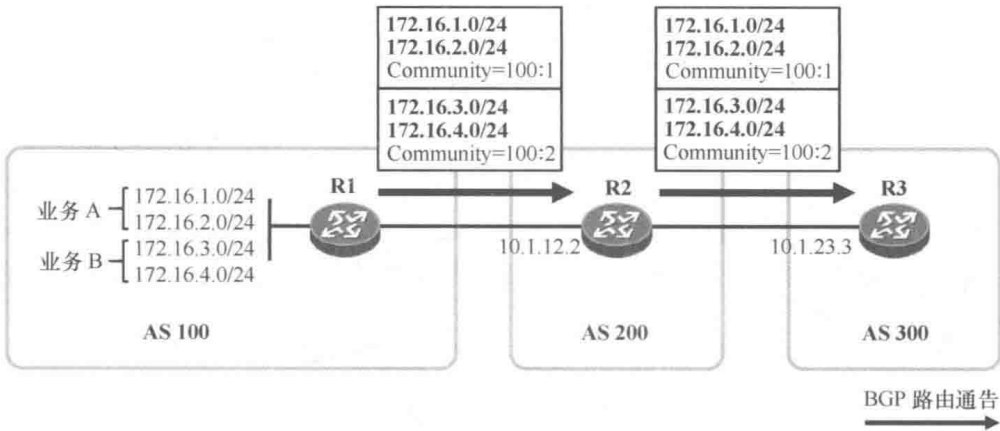 172.16.1.0/24
172.16.2.0/24
Community=100:1
172.16.3.0/24
172.16.4.0/24
Community=100:2
172.16.1.0/24
172.16.2.0/24
Community=100:1
172.16.3.0/24
172.16.4.0/24
Community=100:2
业务 A
172.16.1.0/24
172.16.2.0/24
业务 B
172.16.3.0/24
172.16.4.0/24
R1
R2
R3
10.1.12.2
10.1.23.3
AS 100
AS 200
AS 300
BGP 路由通告